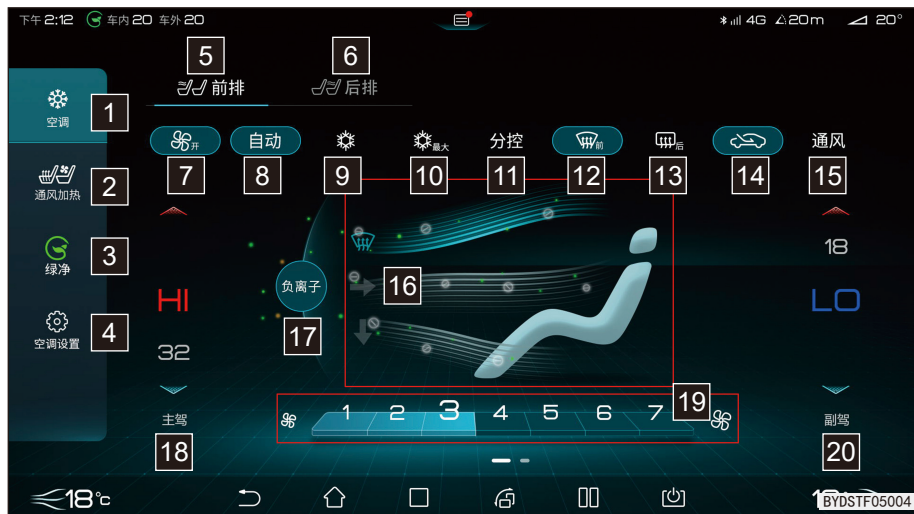 下午 2:12 车内 20 车外 20
4G 20m 20°
5 6
前排 后排
空调 1
开 自动 最大 分控 前 后 通风
7 8 9 10 11 12 13 14 15
通风加热 2
绿净 3
空调设置 4
18
HI
LO
32
负离子
16
17
1 2 3 4 5 6 7 19
主驾
18
副驾
20
18℃
BYDSTF05004